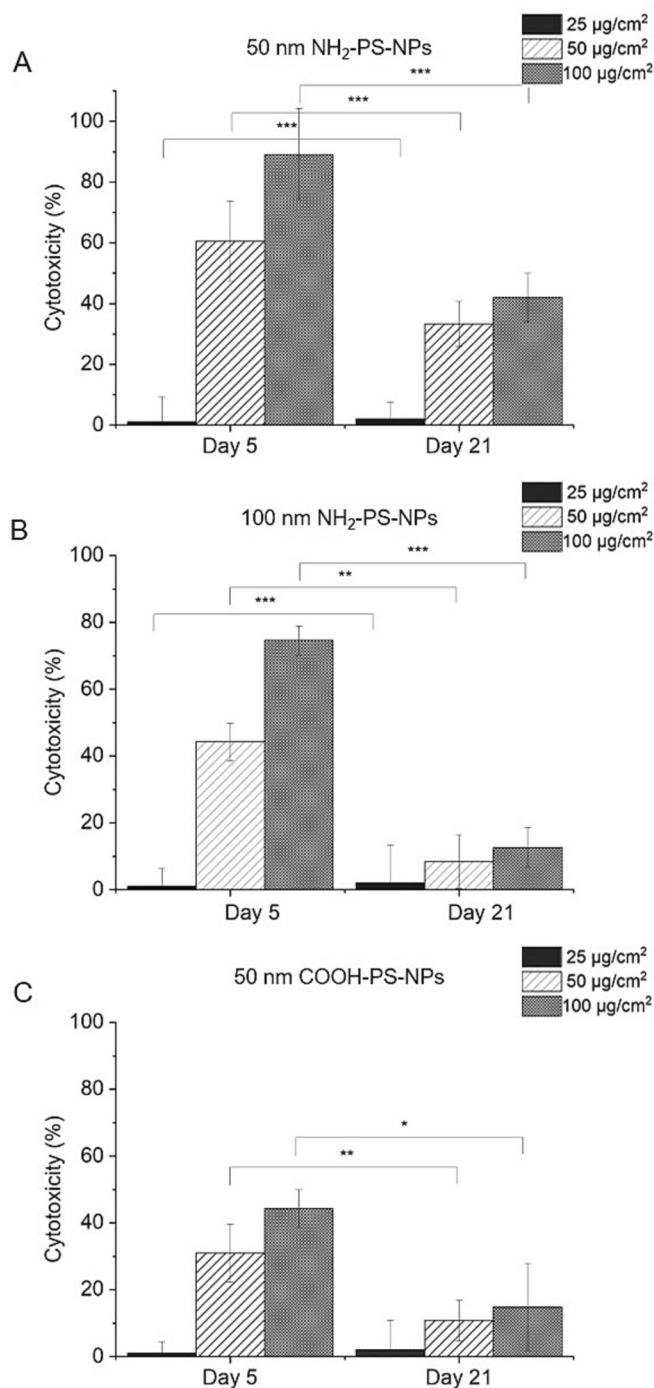 A
50 nm NH₂-PS-NPs
25 µg/cm²
50 µg/cm²
100 µg/cm²
***
***
***
Cytotoxicity (%)
100
80
60
40
20
0
Day 5
Day 21
B
100 nm NH₂-PS-NPs
25 µg/cm²
50 µg/cm²
100 µg/cm²
***
**
***
Cytotoxicity (%)
100
80
60
40
20
0
Day 5
Day 21
C
50 nm COOH-PS-NPs
25 µg/cm²
50 µg/cm²
100 µg/cm²
*
**
Cytotoxicity (%)
100
80
60
40
20
0
Day 5
Day 21